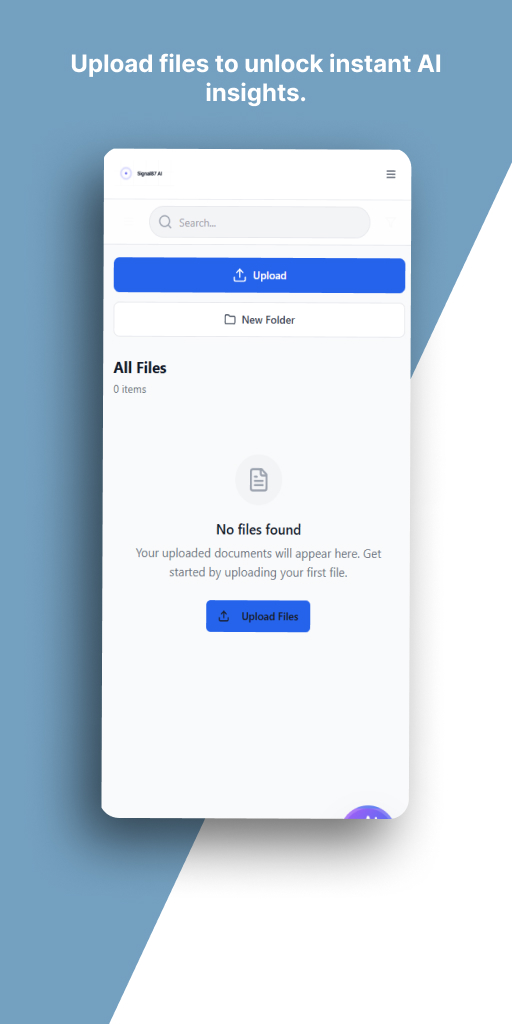 Upload files to unlock instant AI
insights.
Signal87 AI
Search...
Upload
New Folder
All Files
0 items
No files found
Your uploaded documents will appear here. Get
started by uploading your first file.
Upload Files